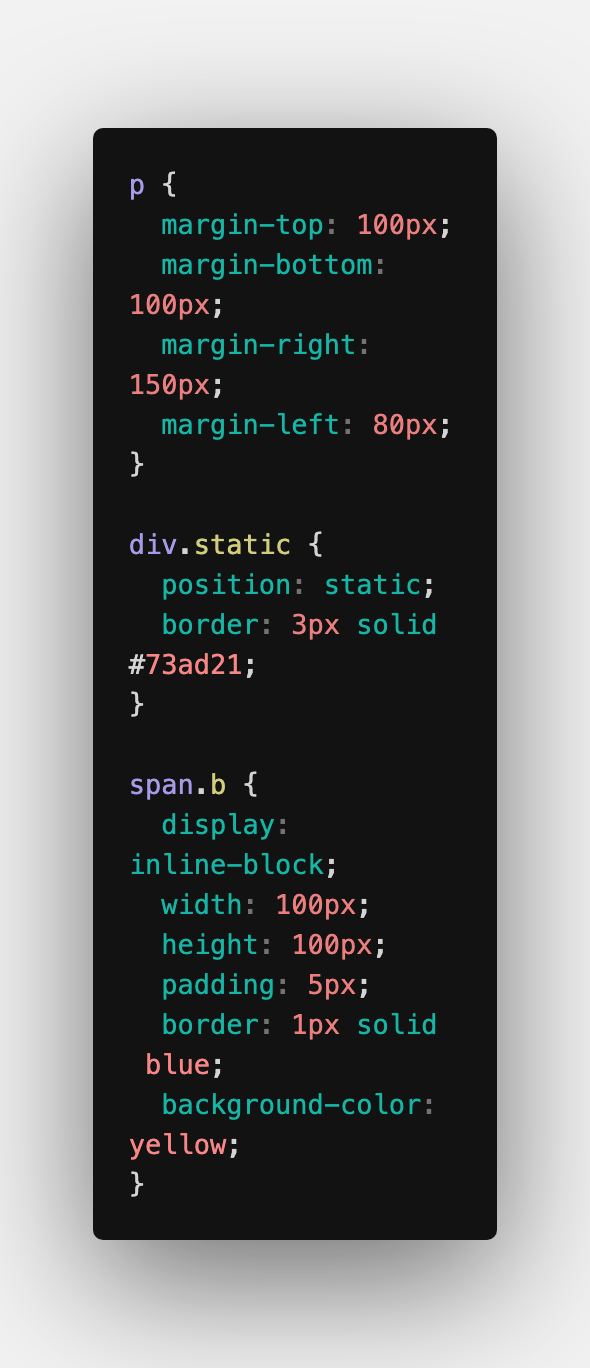 p {
  margin-top: 100px;
  margin-bottom:
100px;
  margin-right:
150px;
  margin-left: 80px;
}

div.static {
  position: static;
  border: 3px solid
#73ad21;
}

span.b {
  display:
inline-block;
  width: 100px;
  height: 100px;
  padding: 5px;
  border: 1px solid
 blue;
  background-color:
yellow;
}